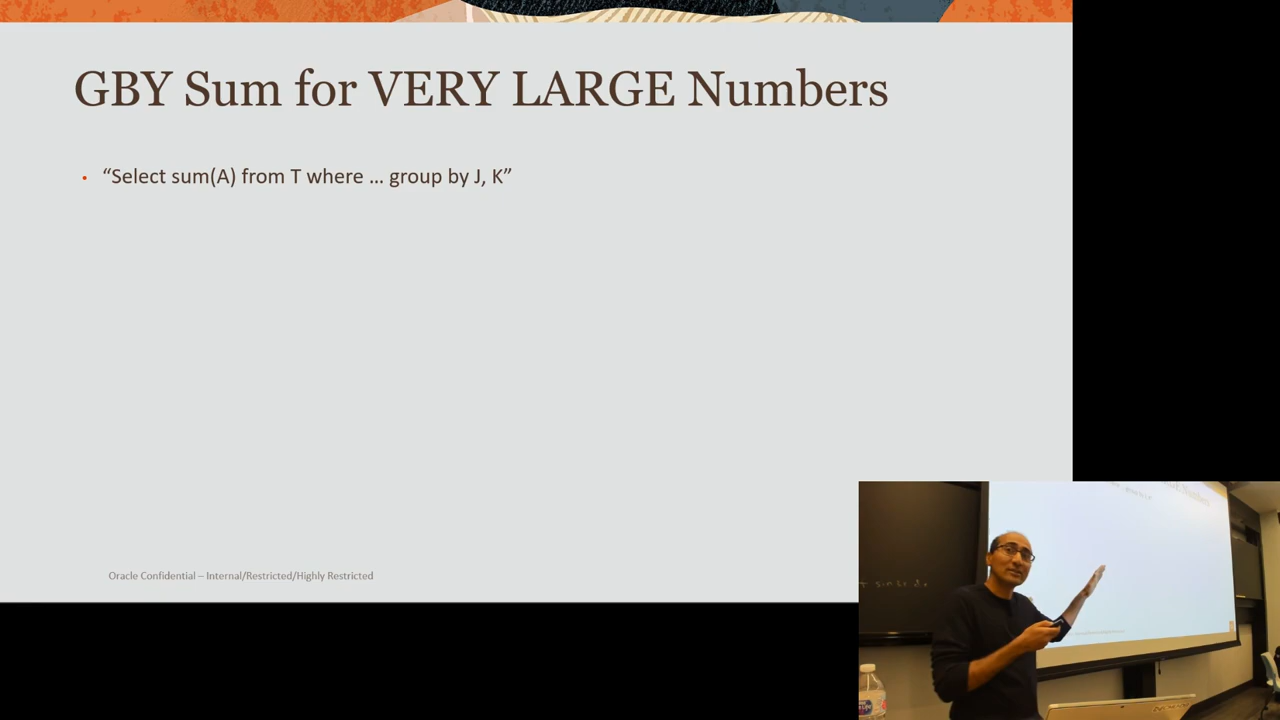 GBY Sum for VERY LARGE Numbers
• “Select sum(A) from T where ... group by J, K”
Oracle Confidential – Internal/Restricted/Highly Restricted